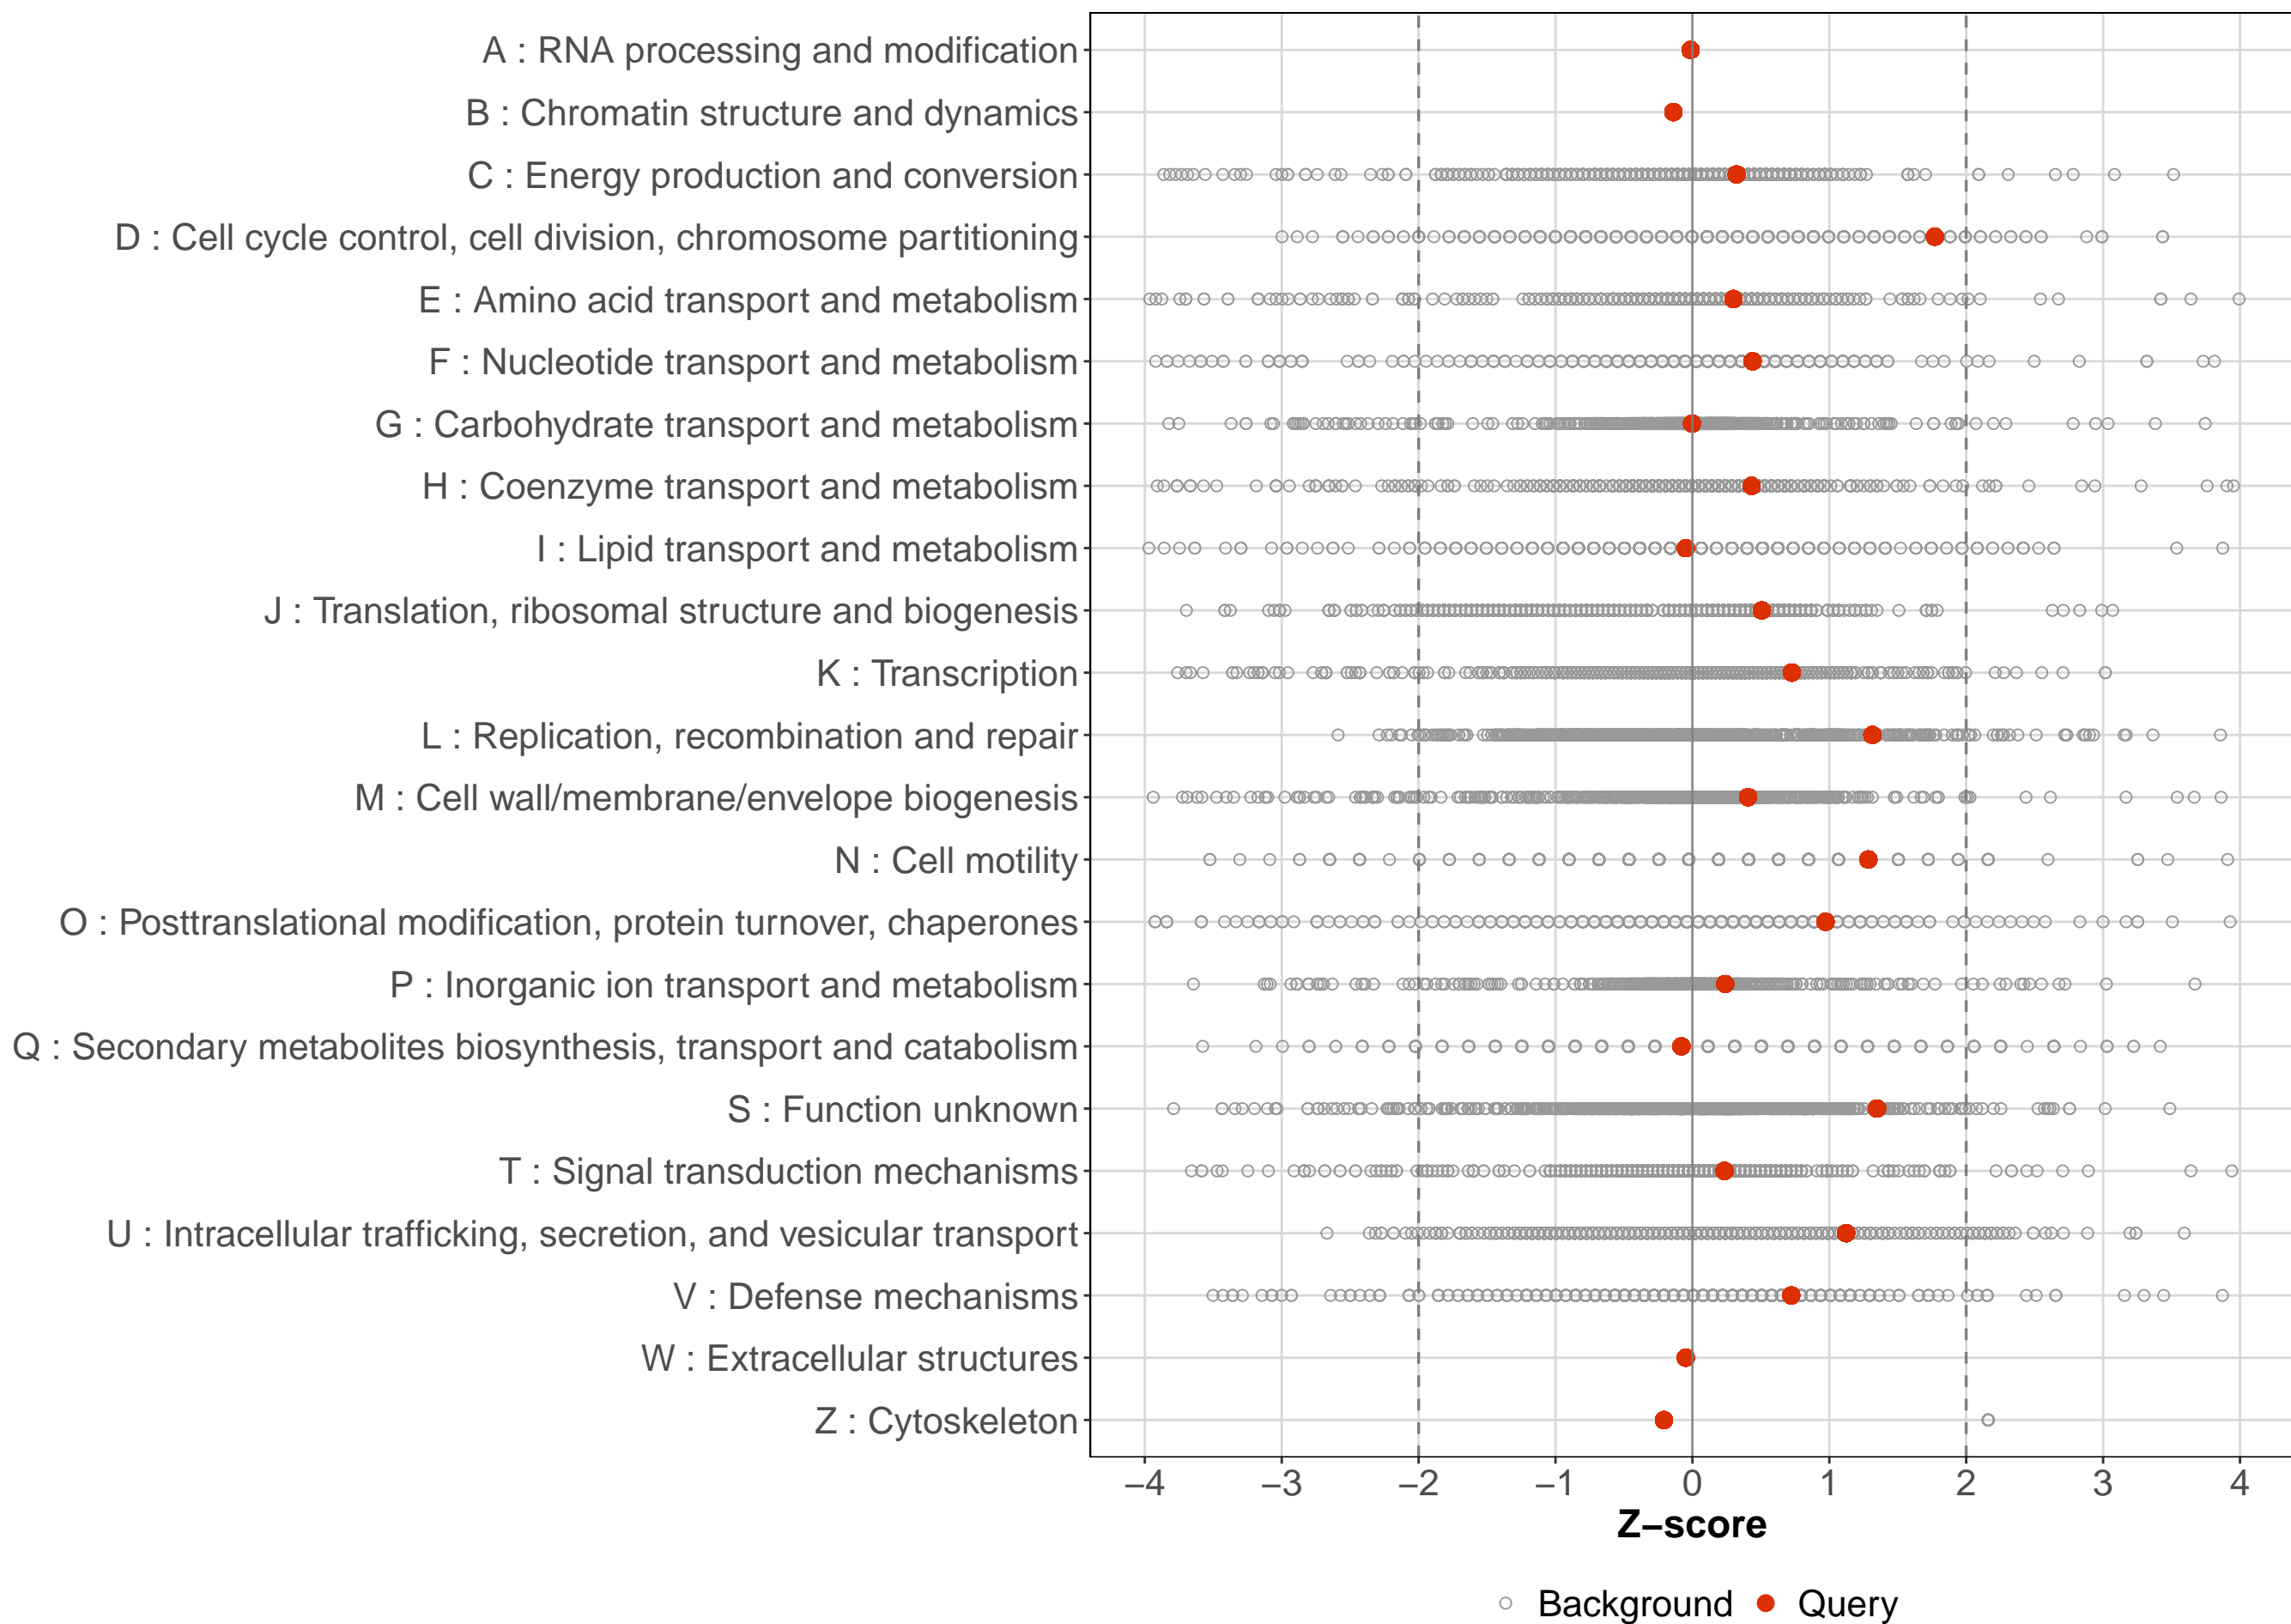 A : RNA processing and modification
B : Chromatin structure and dynamics
C : Energy production and conversion
D : Cell cycle control, cell division, chromosome partitioning
E : Amino acid transport and metabolism
F : Nucleotide transport and metabolism
G : Carbohydrate transport and metabolism
H : Coenzyme transport and metabolism
I : Lipid transport and metabolism
J : Translation, ribosomal structure and biogenesis
K : Transcription
L : Replication, recombination and repair
M : Cell wall/membrane/envelope biogenesis
N : Cell motility
O : Posttranslational modification, protein turnover, chaperones
P : Inorganic ion transport and metabolism
Q : Secondary metabolites biosynthesis, transport and catabolism
S : Function unknown
T : Signal transduction mechanisms
U : Intracellular trafficking, secretion, and vesicular transport
V : Defense mechanisms
W : Extracellular structures
Z : Cytoskeleton
−4 −3 −2 −1 0 1 2 3 4
Z−score
Background Query